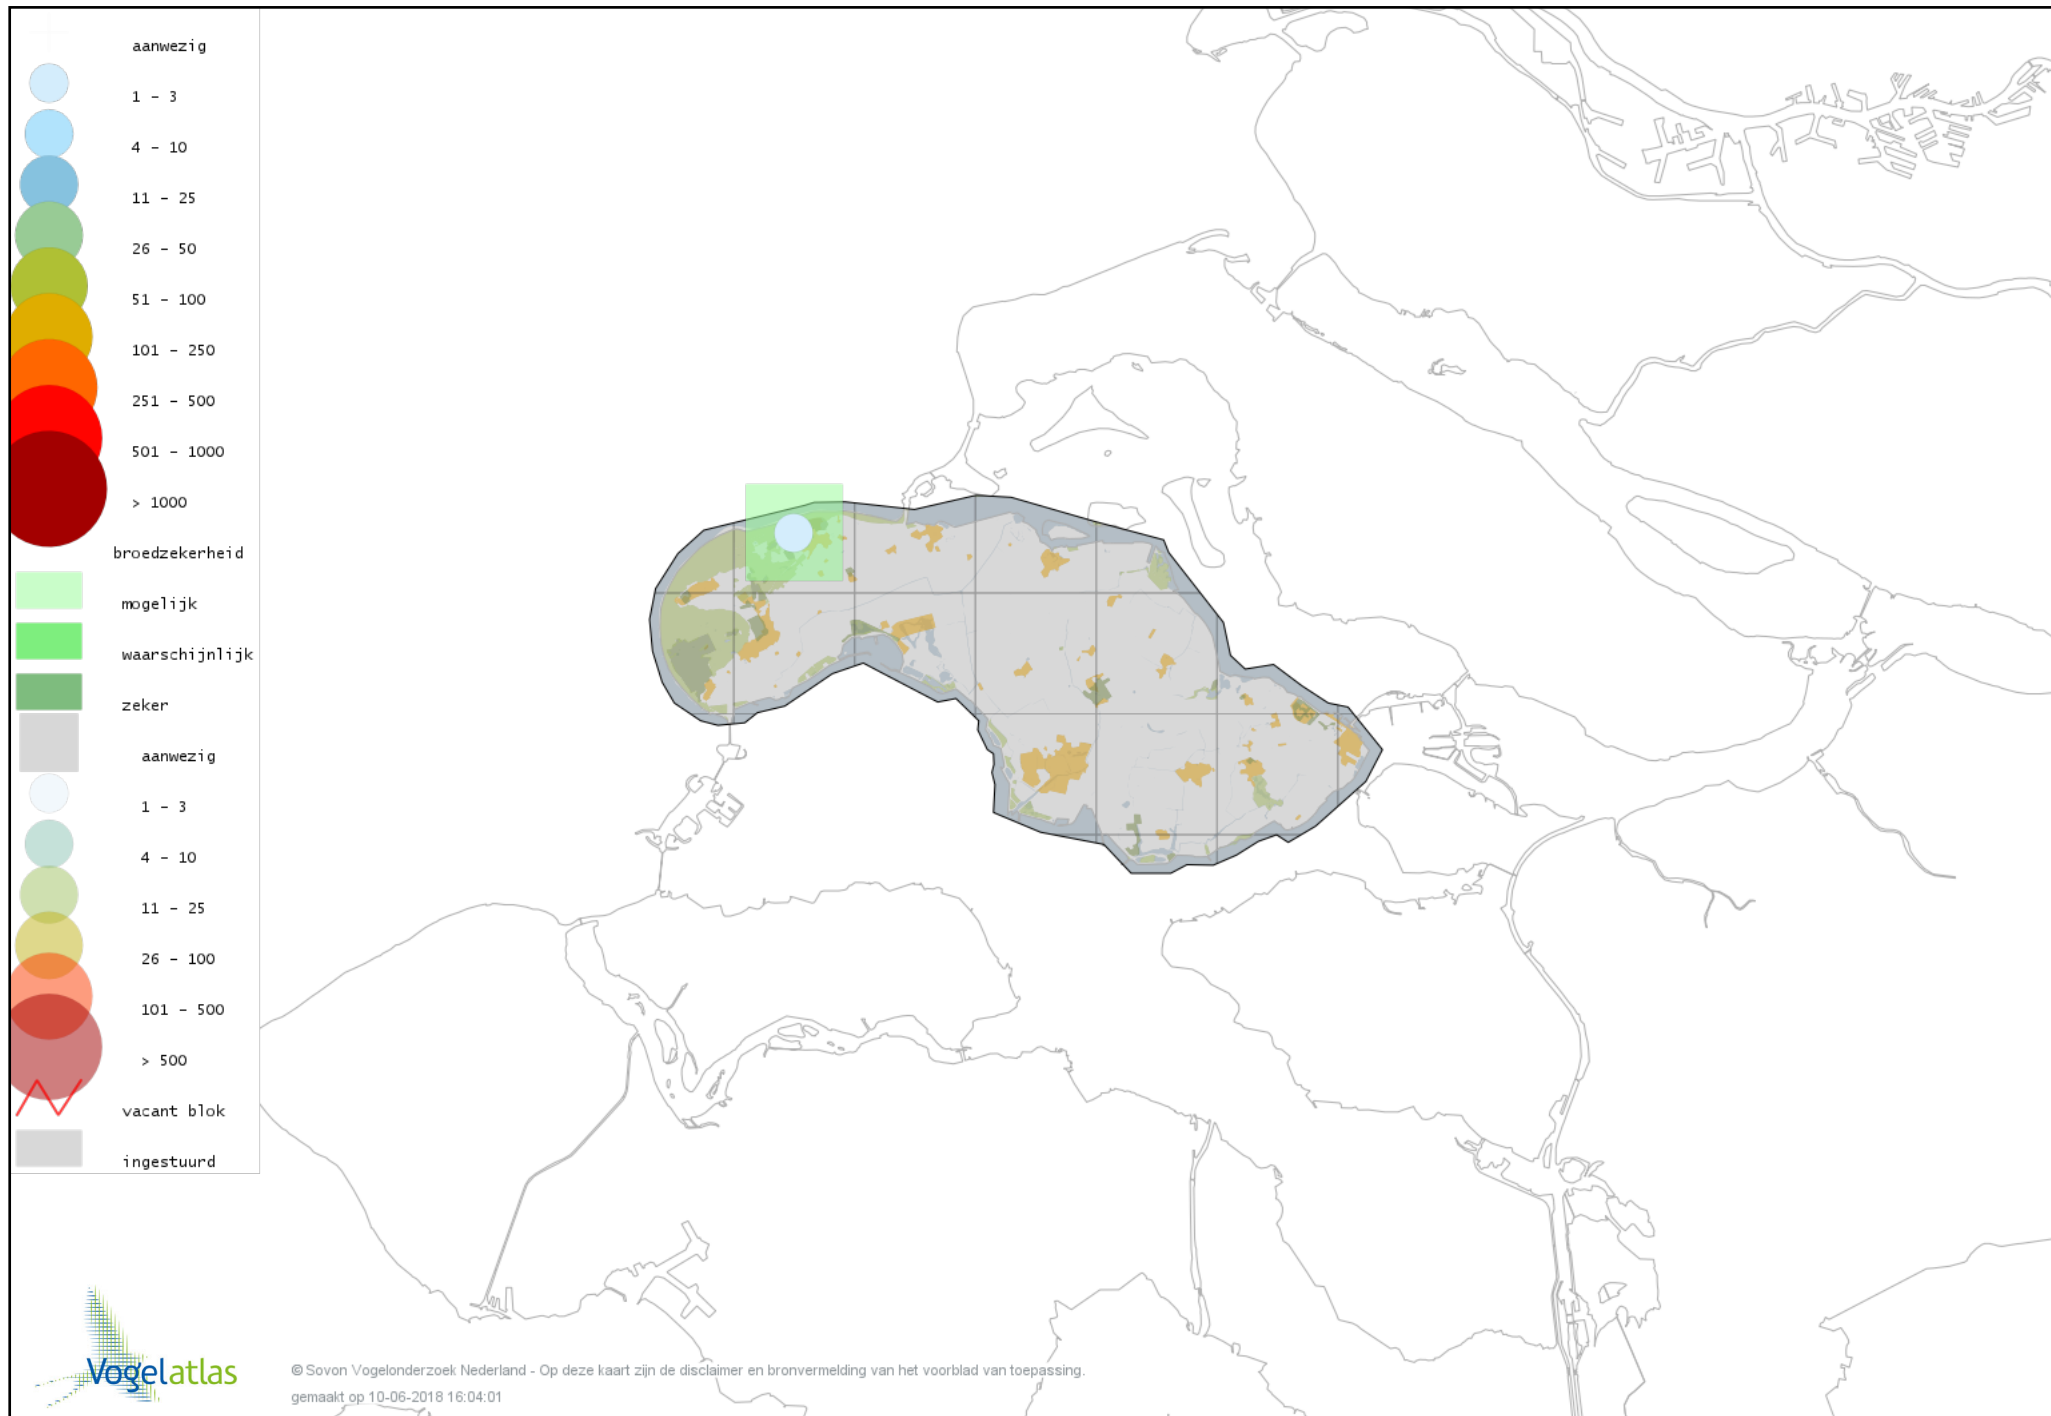 aanwezig
1 - 3
4 - 10
11 - 25
26 - 50
51 - 100
101 - 250
251 - 500
501 - 1000
> 1000
broedzekerheid
mogelijk
waarschijnlijk
zeker
aanwezig
1 - 3
4 - 10
11 - 25
26 - 100
101 - 500
> 500
vacant blok
ingestuurd
Vogelatlas
© Sovon Vogelonderzoek Nederland - Op deze kaart zijn de disclaimer en bronvermelding van het voorblad van toepassing.
gemaakt op 10-06-2018 16:04:01